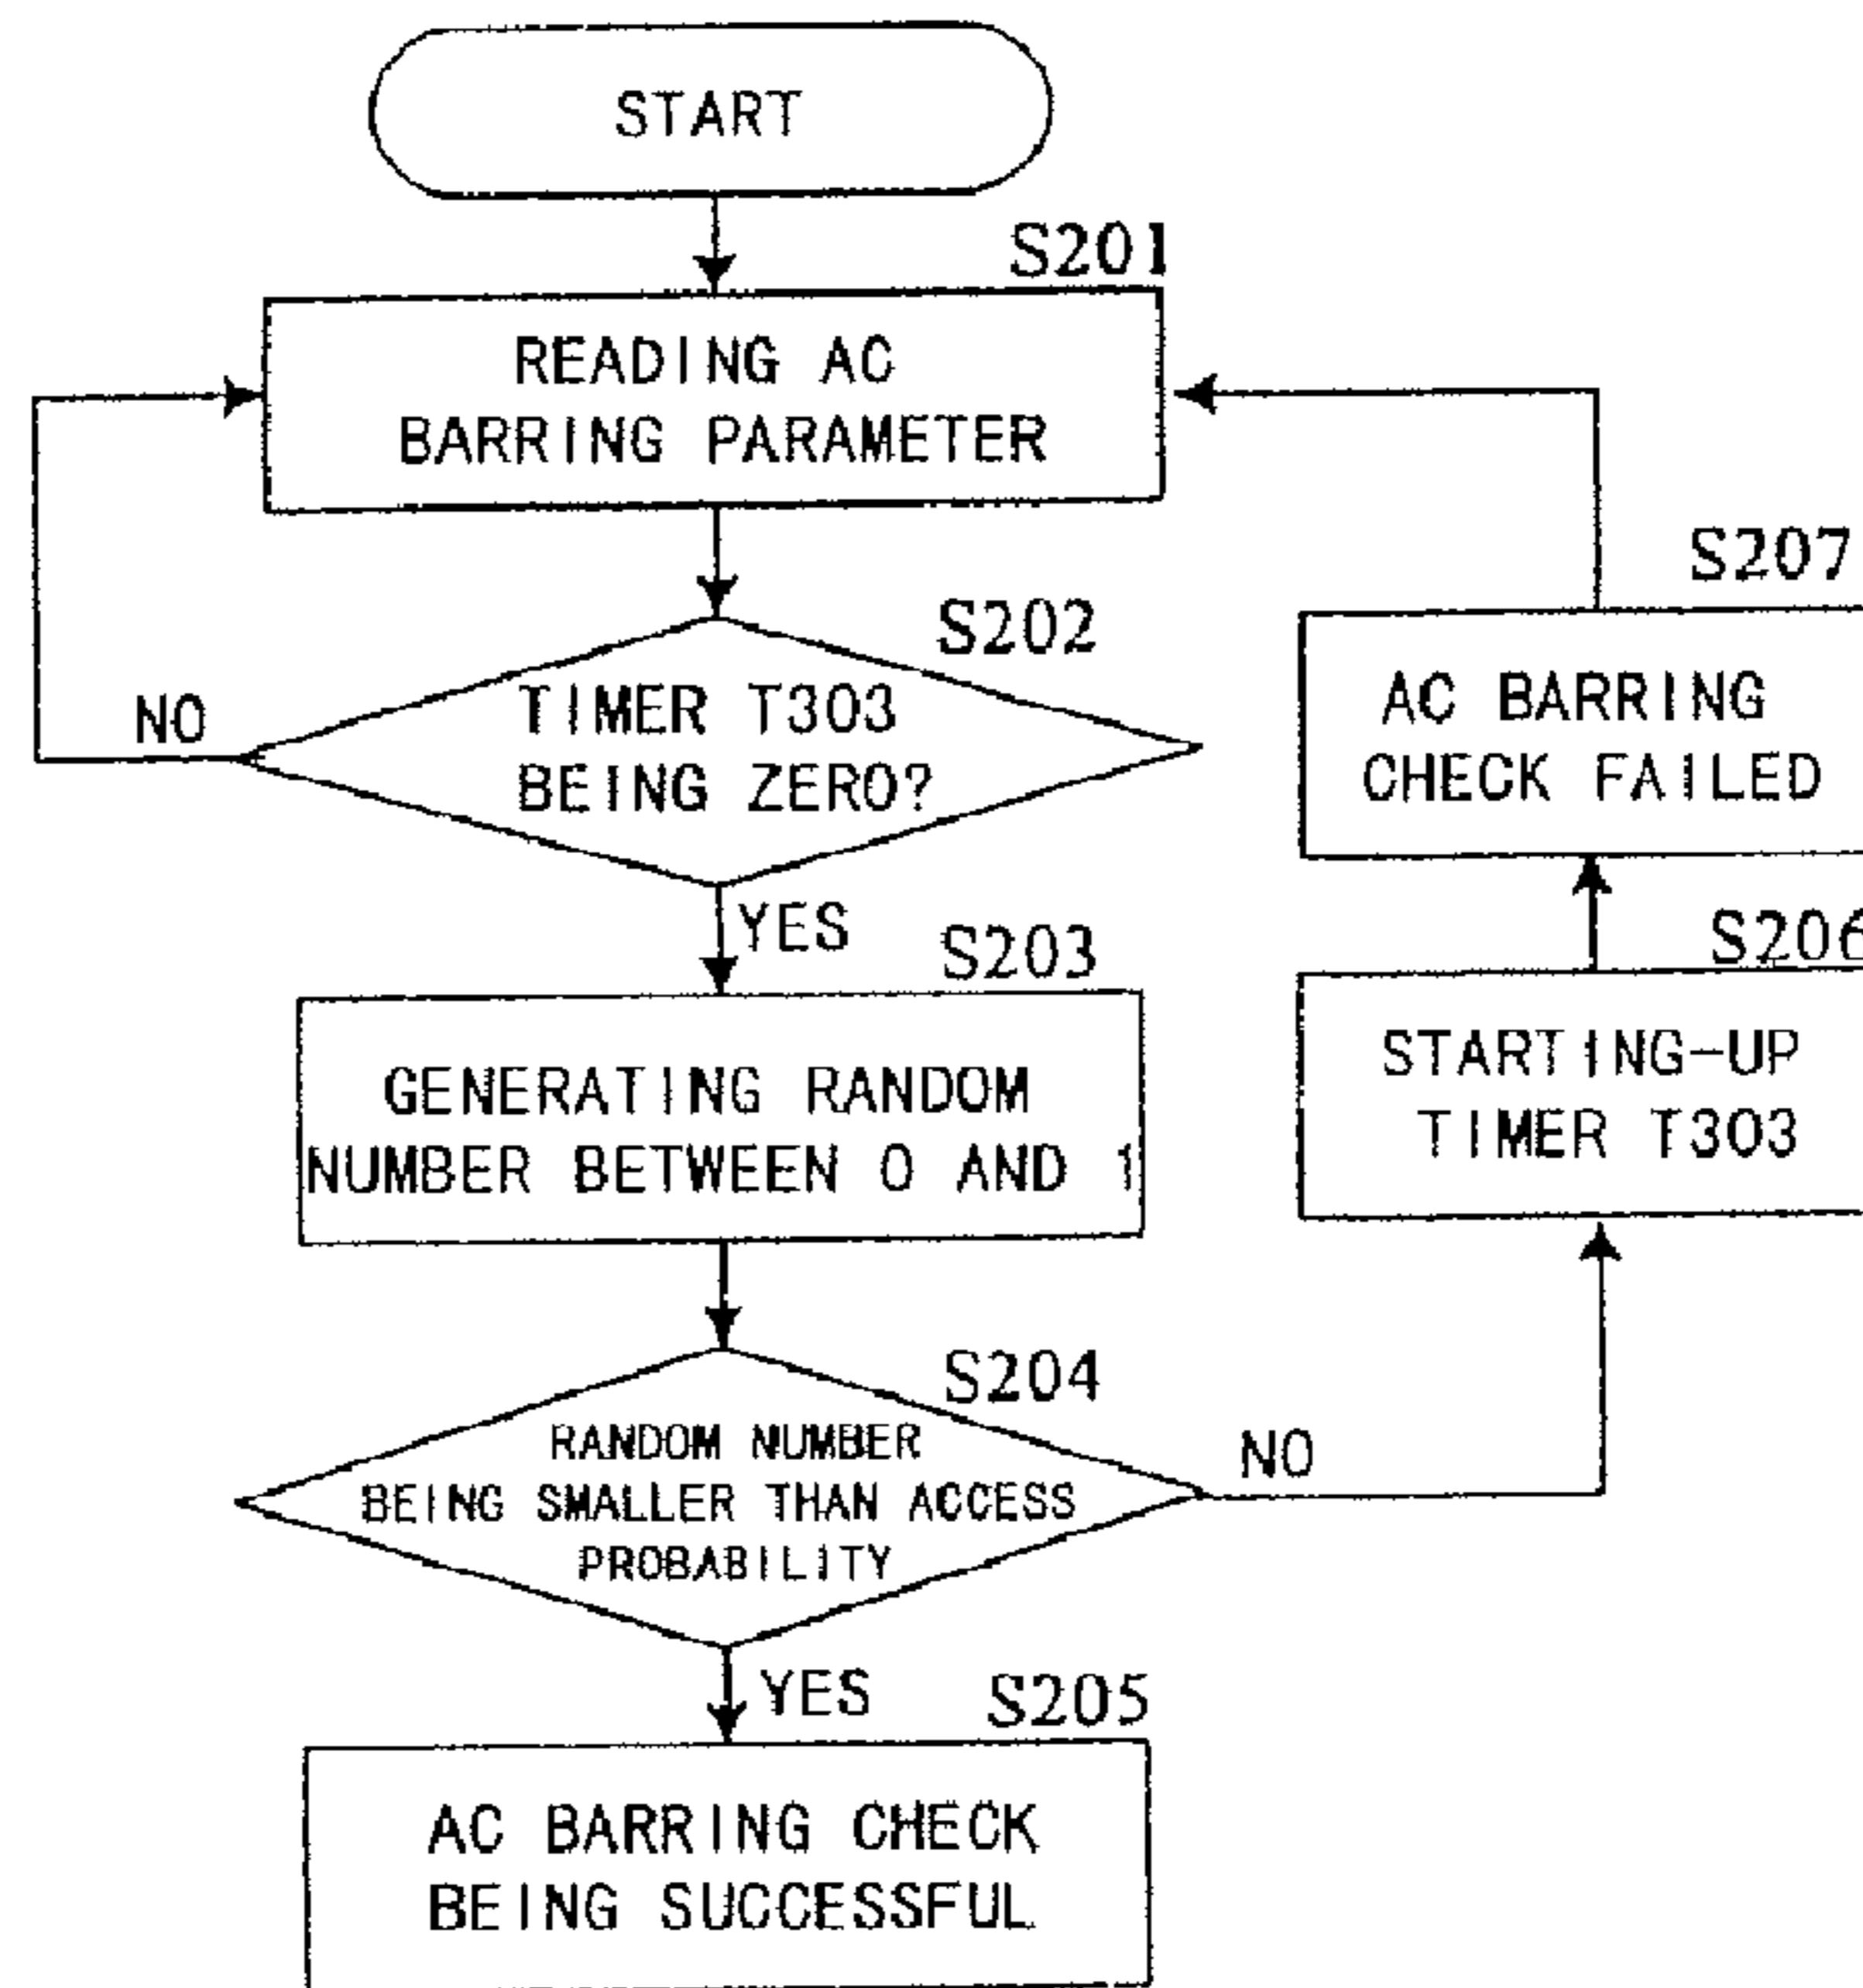 START
S201
READING AC
BARRING PARAMETER
S202
TIMER T303
BEING ZERO?
NO
YES
S203
GENERATING RANDOM
NUMBER BETWEEN 0 AND 1
S204
RANDOM NUMBER
BEING SMALLER THAN ACCESS
PROBABILITY
NO
YES
S205
AC BARRING CHECK
BEING SUCCESSFUL
S206
STARTING-UP
TIMER T303
S207
AC BARRING
CHECK FAILED